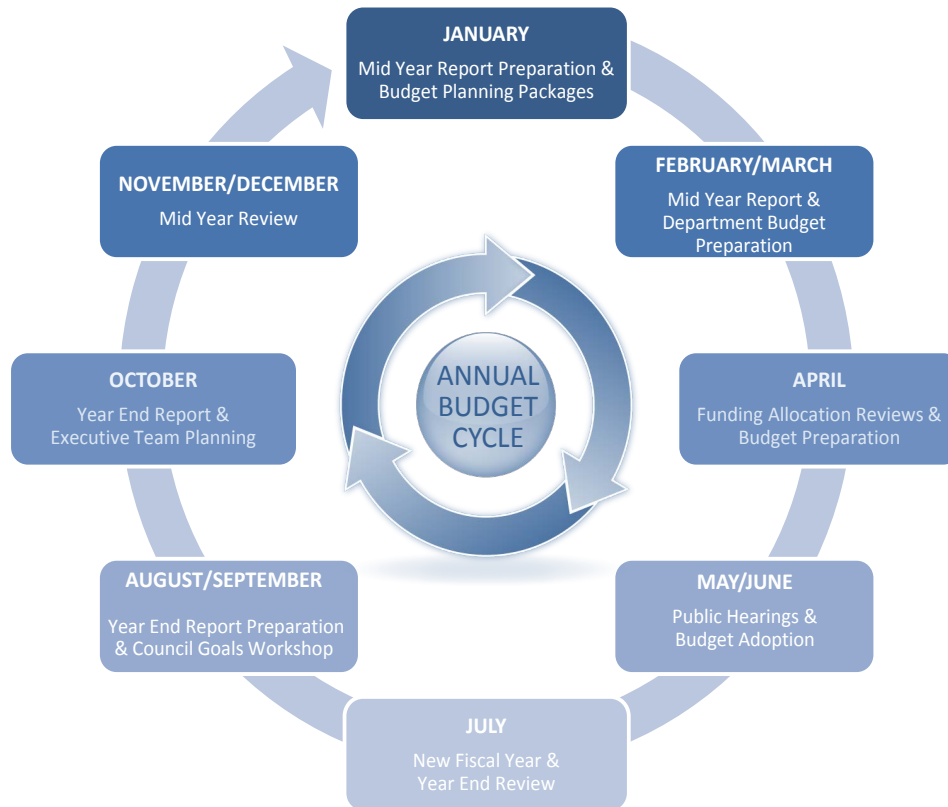 JANUARY
Mid Year Report Preparation &
Budget Planning Packages
FEBRUARY/MARCH
Mid Year Report &
Department Budget
Preparation
APRIL
Funding Allocation Reviews &
Budget Preparation
MAY/JUNE
Public Hearings &
Budget Adoption
JULY
New Fiscal Year &
Year End Review
AUGUST/SEPTEMBER
Year End Report Preparation
& Council Goals Workshop
OCTOBER
Year End Report &
Executive Team Planning
NOVEMBER/DECEMBER
Mid Year Review
ANNUAL
BUDGET
CYCLE